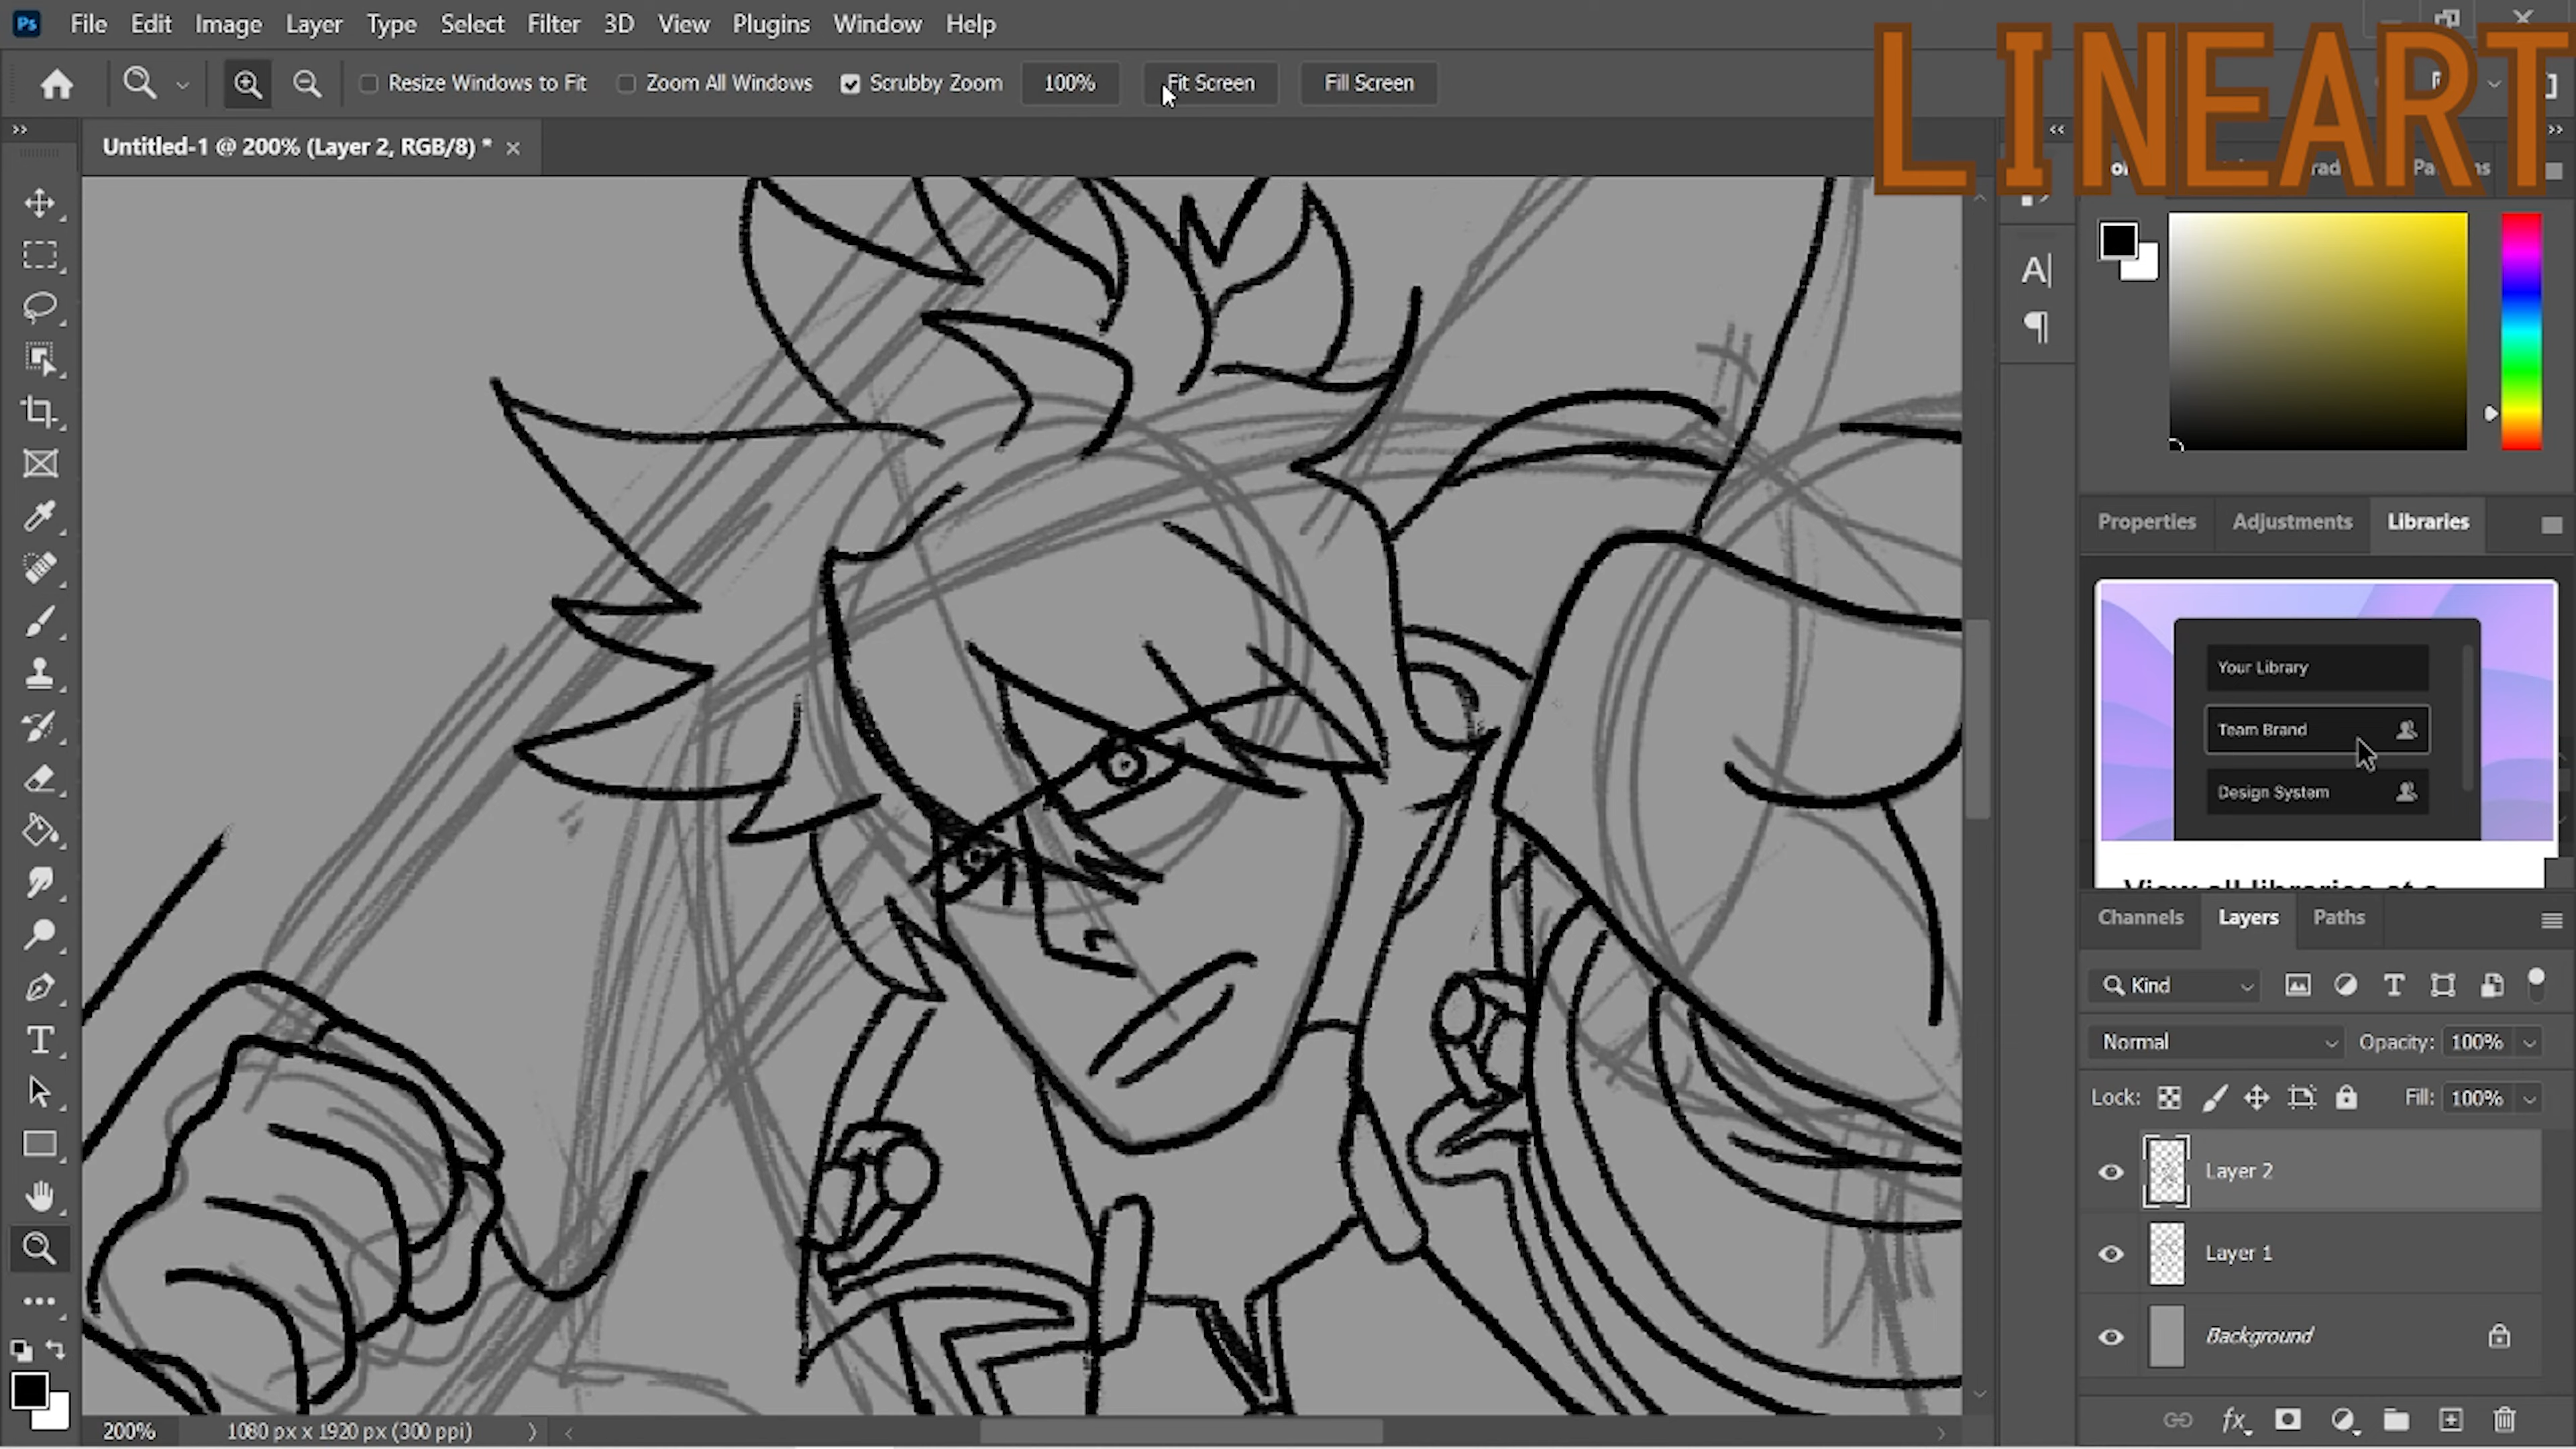 Ps File Edit Image Layer Type Select Filter 3D View Plugins Window Help
LINEART
Resize Windows to Fit Zoom All Windows Scrubby Zoom 100% Fit Screen Fill Screen
Untitled-1 @ 200% (Layer 2, RGB/8) * ×
Properties Adjustments Libraries
Your Library
Team Brand
Design System
Channels Layers Paths
Kind
Normal Opacity: 100%
Lock: Fill: 100%
Layer 2
Layer 1
Background
200% 1080 px x 1920 px (300 ppi)